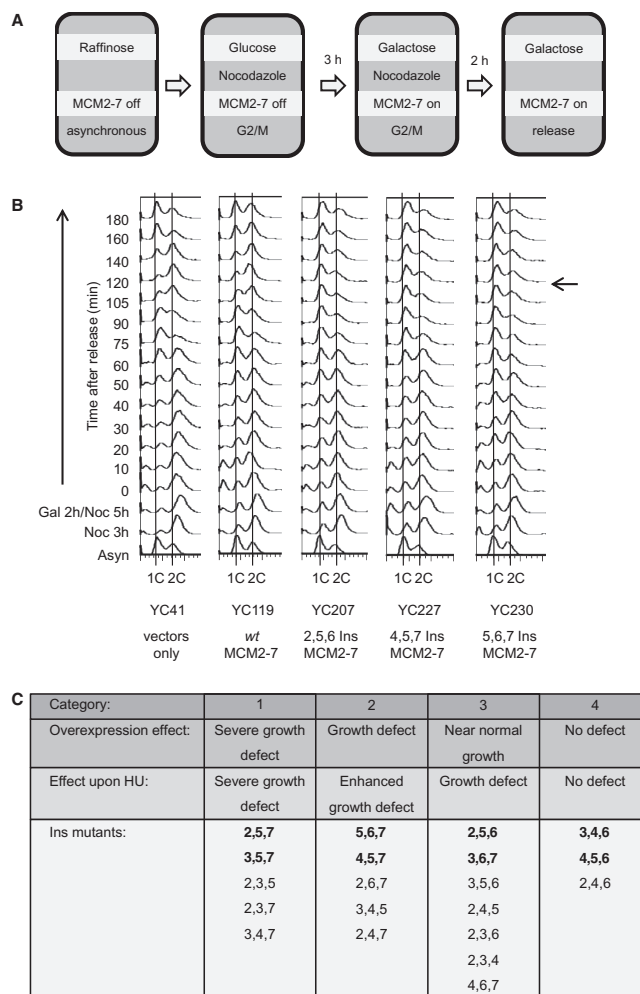 A
Raffinose
MCM2-7 off
asynchronous
Glucose
Nocodazole
MCM2-7 off
G2/M
3 h
Galactose
Nocodazole
MCM2-7 on
G2/M
2 h
Galactose
MCM2-7 on
release
B
Time after release (min)
180
160
140
120
105
90
75
60
50
40
30
20
10
0
Gal 2h/Noc 5h
Noc 3h
Asyn
1C 2C
1C 2C
1C 2C
1C 2C
1C 2C
YC41
YC119
YC207
YC227
YC230
vectors
only
wt
MCM2-7
2,5,6 Ins
MCM2-7
4,5,7 Ins
MCM2-7
5,6,7 Ins
MCM2-7
C
Category: 1 2 3 4
Overexpression effect: Severe growth Growth defect Near normal No defect
defect growth
Effect upon HU: Severe growth Enhanced Growth defect No defect
defect growth defect
Ins mutants: 2,5,7 5,6,7 2,5,6 3,4,6
3,5,7 4,5,7 3,6,7 4,5,6
2,3,5 2,6,7 3,5,6 2,4,6
2,3,7 3,4,5 2,4,5
3,4,7 2,4,7 2,3,6
2,3,4
4,6,7